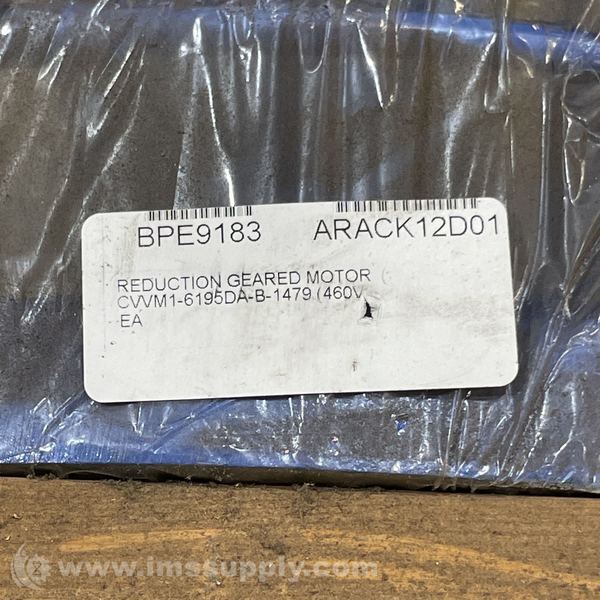 BPE9183 ARACK12D01
REDUCTION GEARED MOTOR (
CVVM1-6195DA-B-1479 (460V,
EA
www.imssupply.com